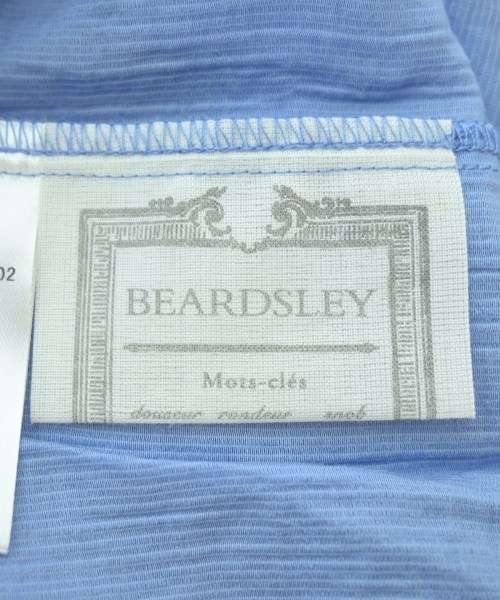 02
BEARDSLEY
Mots-clés
douceur rondeur snob